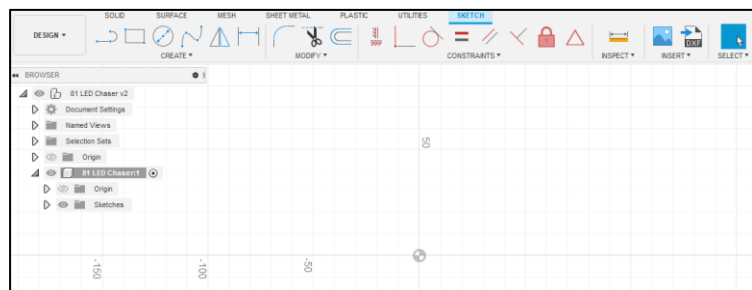 SOLID SURFACE MESH SHEET METAL PLASTIC UTILITIES SKETCH
DESIGN ▾
CREATE ▾ MODIFY ▾ CONSTRAINTS ▾ INSPECT ▾ INSERT ▾ SELECT ▾
DXF
BROWSER
81 LED Chaser v2
Document Settings
Named Views
Selection Sets
Origin
81 LED Chaser:1
Origin
Sketches
50
-150 -100 -50